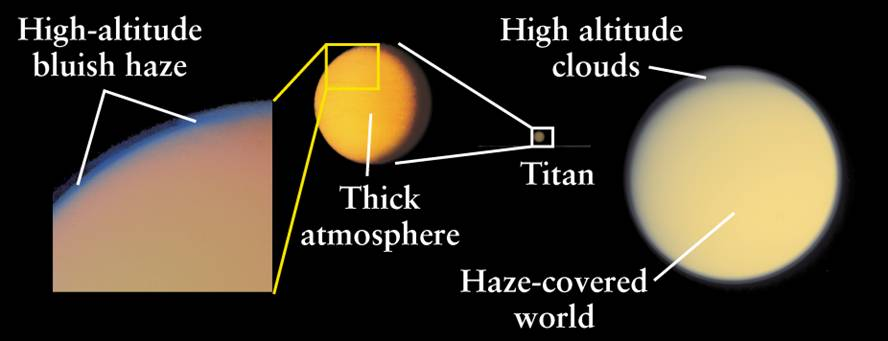 High-altitude
bluish haze
Thick
atmosphere
Titan
High altitude
clouds
Haze-covered
world